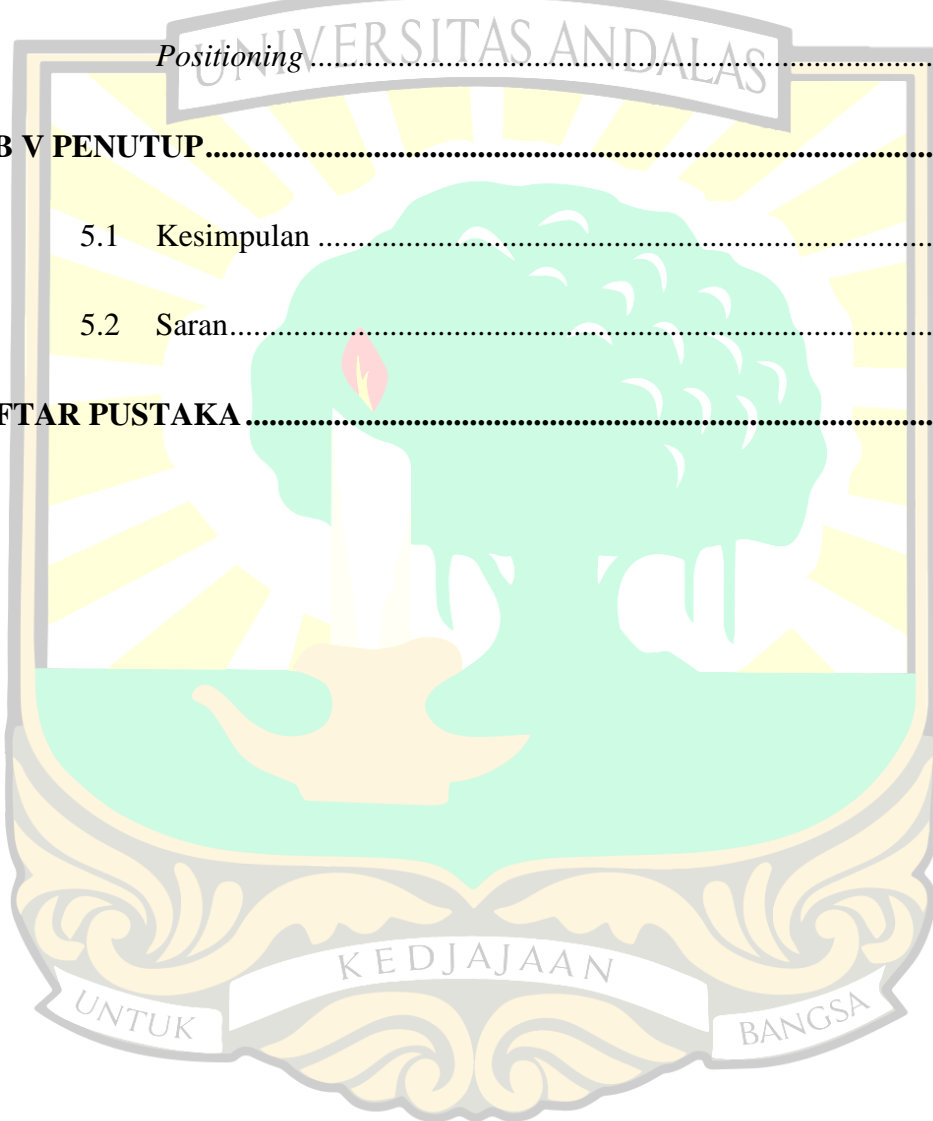 UNIVERSITAS ANDALAS
Positioning ...............................................................................
B V PENUTUP...............................................................................................
5.1 Kesimpulan ..............................................................................
5.2 Saran.........................................................................................
FTAR PUSTAKA .........................................................................................
UNTUK KEDJAJAAN BANGSA